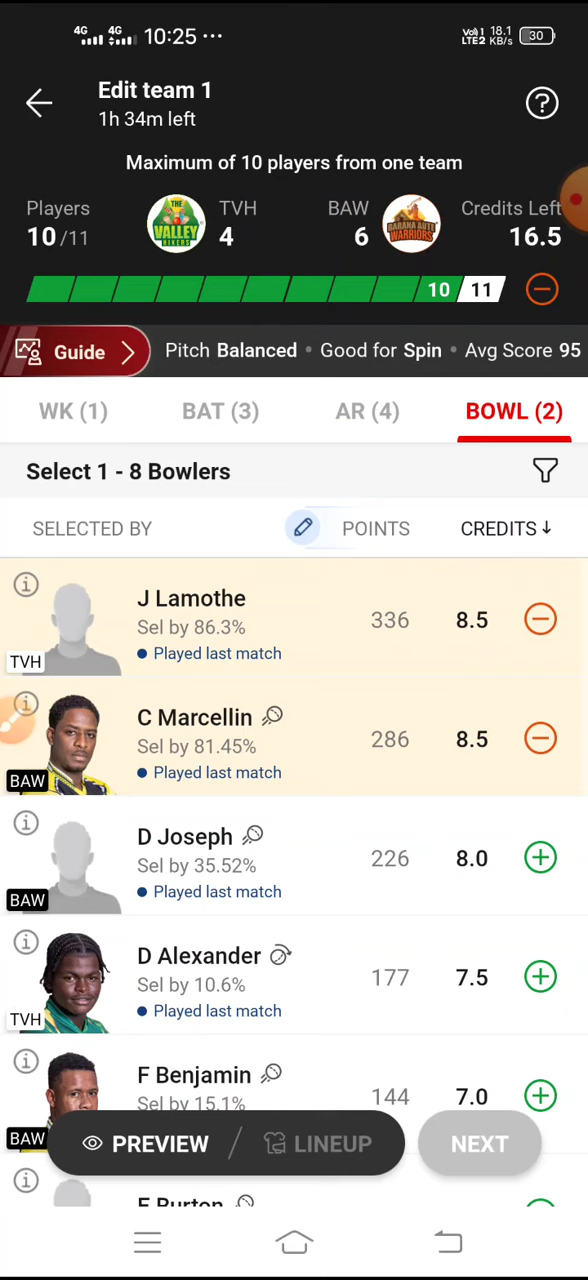 4G 4G 10:25 ...
Vo) 1 LTE2 18.1 KB/s 30
Edit team 1
1h 34m left
Maximum of 10 players from one team
Players TVH BAW Credits Left
10/11 4 6 16.5
THE VALLEY HIKERS
WARRIORS
10 11
Guide Pitch Balanced • Good for Spin • Avg Score 95
WK (1) BAT (3) AR (4) BOWL (2)
Select 1 - 8 Bowlers
SELECTED BY POINTS CREDITS↓
J Lamothe
Sel by 86.3% 336 8.5
• Played last match
TVH
C Marcellin
Sel by 81.45% 286 8.5
• Played last match
BAW
D Joseph
Sel by 35.52% 226 8.0
• Played last match
BAW
D Alexander
Sel by 10.6% 177 7.5
• Played last match
TVH
F Benjamin
Sel by 15.1% 144 7.0
BAW
PREVIEW / LINEUP NEXT